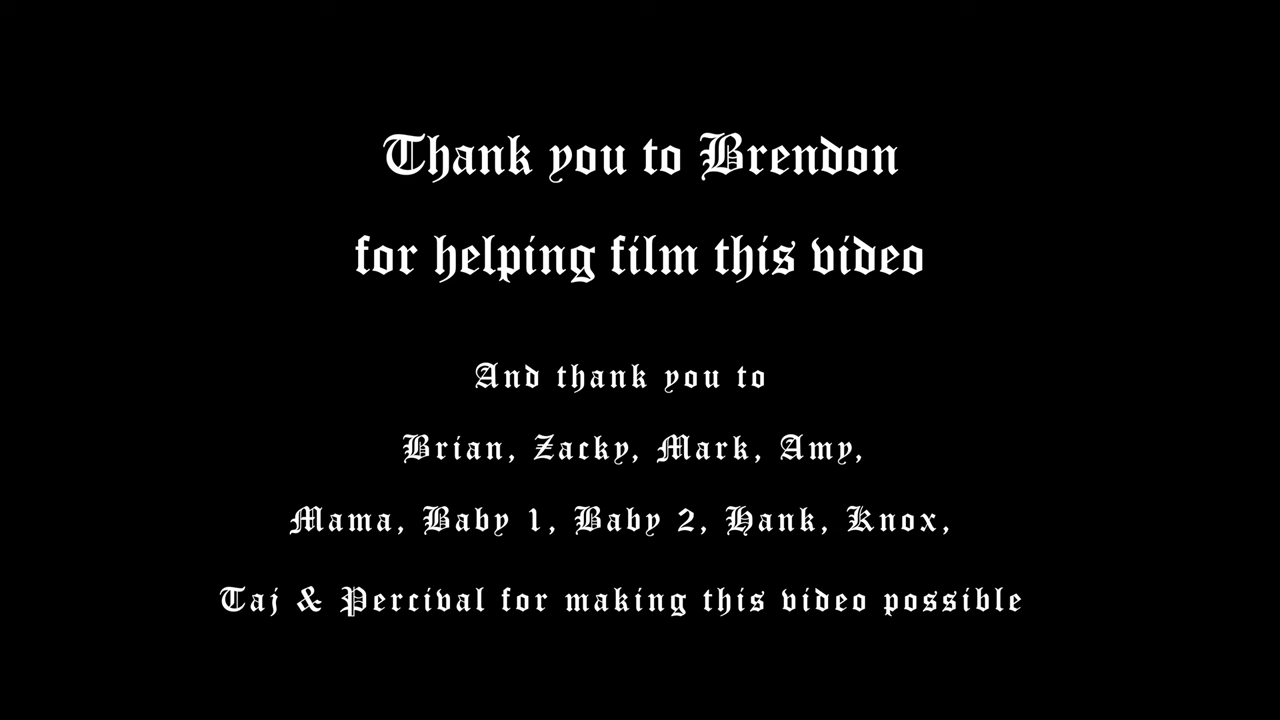 Thank you to Brendon
for helping film this video
And thank you to
Brian, Zacky, Mark, Amy,
Mama, Baby 1, Baby 2, Hank, Knox,
Taj & Percival for making this video possible